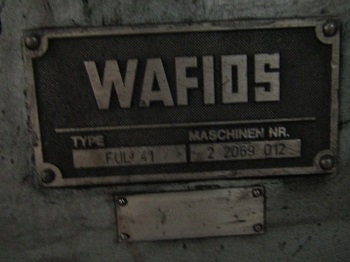 WAFIOS
TYPE MASCHINEN NR.
FUL 41 2 2069 012